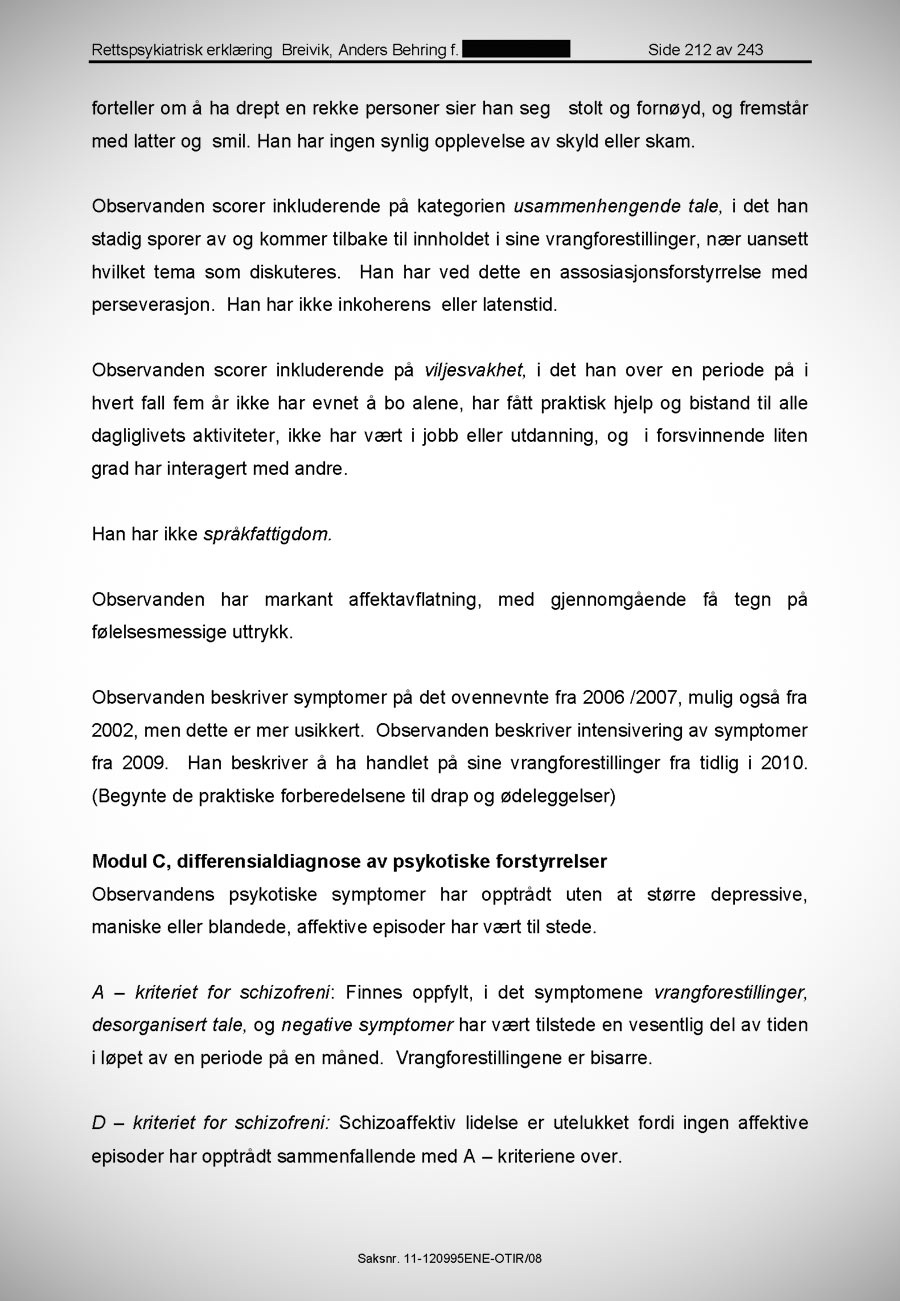 Rettspsykiatrisk erklæring  Breivik, Anders Behring f. Side 212 av 243
forteller om å ha drept en rekke personer sier han seg  stolt og fornøyd, og fremstår
med latter og  smil. Han har ingen synlig opplevelse av skyld eller skam.
Observanden scorer inkluderende på kategorien usammenhengende tale, i det han
stadig sporer av og kommer tilbake til innholdet i sine vrangforestillinger, nær uansett
hvilket tema som diskuteres.  Han har ved dette en assosiasjonsforstyrrelse med
perseverasjon.  Han har ikke inkoherens  eller latenstid.
Observanden scorer inkluderende på viljesvakhet, i det han over en periode på i
hvert fall fem år ikke har evnet å bo alene, har fått praktisk hjelp og bistand til alle
dagliglivets aktiviteter, ikke har vært i jobb eller utdanning, og  i forsvinnende liten
grad har interagert med andre.
Han har ikke språkfattigdom.
Observanden har markant affektavflatning, med gjennomgående få tegn på
følelsesmessige uttrykk.
Observanden beskriver symptomer på det ovennevnte fra 2006 /2007, mulig også fra
2002, men dette er mer usikkert.  Observanden beskriver intensivering av symptomer
fra 2009.  Han beskriver å ha handlet på sine vrangforestillinger fra tidlig i 2010.
(Begynte de praktiske forberedelsene til drap og ødeleggelser)
Modul C, differensialdiagnose av psykotiske forstyrrelser
Observandens psykotiske symptomer har opptrådt uten at større depressive,
maniske eller blandede, affektive episoder har vært til stede.
A – kriteriet for schizofreni: Finnes oppfylt, i det symptomene vrangforestillinger,
desorganisert tale, og negative symptomer har vært tilstede en vesentlig del av tiden
i løpet av en periode på en måned.  Vrangforestillingene er bisarre.
D – kriteriet for schizofreni: Schizoaffektiv lidelse er utelukket fordi ingen affektive
episoder har opptrådt sammenfallende med A – kriteriene over.
Saksnr. 11-120995ENE-OTIR/08